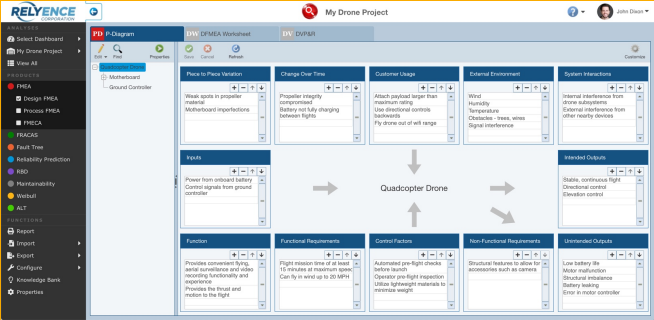 RELYENCE
CORPORATION
My Drone Project
?
John Dixon
ANALYSES
Select Dashboard
My Drone Project
View All
PRODUCTS
FMEA
Design FMEA
Process FMEA
FMECA
FRACAS
Fault Tree
Reliability Prediction
RBD
Maintainability
Weibull
ALT
FUNCTIONS
Report
Import
Export
Configure
Knowledge Bank
Properties
PD P-Diagram
DW DFMEA Worksheet
DV DVP&R
Edit
Find
Properties
Save
Cancel
Refresh
Customize
Quadcopter Drone
Motherboard
Ground Controller
Piece to Piece Variation
Weak spots in propeller
material
Motherboard imperfections
Change Over Time
Propeller integrity
compromised
Battery not fully charging
between flights
Customer Usage
Attach payload larger than
maximum rating
Use directional controls
backwards
Fly drone out of wifi range
External Environment
Wind
Humidity
Temperature
Obstacles - trees, wires
Signal interference
System Interactions
Internal interference from
drone subsystems
External interference from
other nearby devices
Inputs
Power from onboard battery
Control signals from ground
controller
Quadcopter Drone
Intended Outputs
Stable, continuous flight
Directional control
Elevation control
Function
Provides convenient flying,
aerial surveillance and video
recording functionality and
experience
Provides the thrust and
motion to the flight
Functional Requirements
Flight mission time of at least
15 minutes at maximum speed
Can fly in wind up to 20 MPH
Control Factors
Automated pre-flight checks
before launch
Operator pre-flight inspection
Utilize lightweight materials to
minimize weight
Non-Functional Requirements
Structural features to allow for
accessories such as camera
Unintended Outputs
Low battery life
Motor malfunction
Structural imbalance
Battery leaking
Error in motor controller